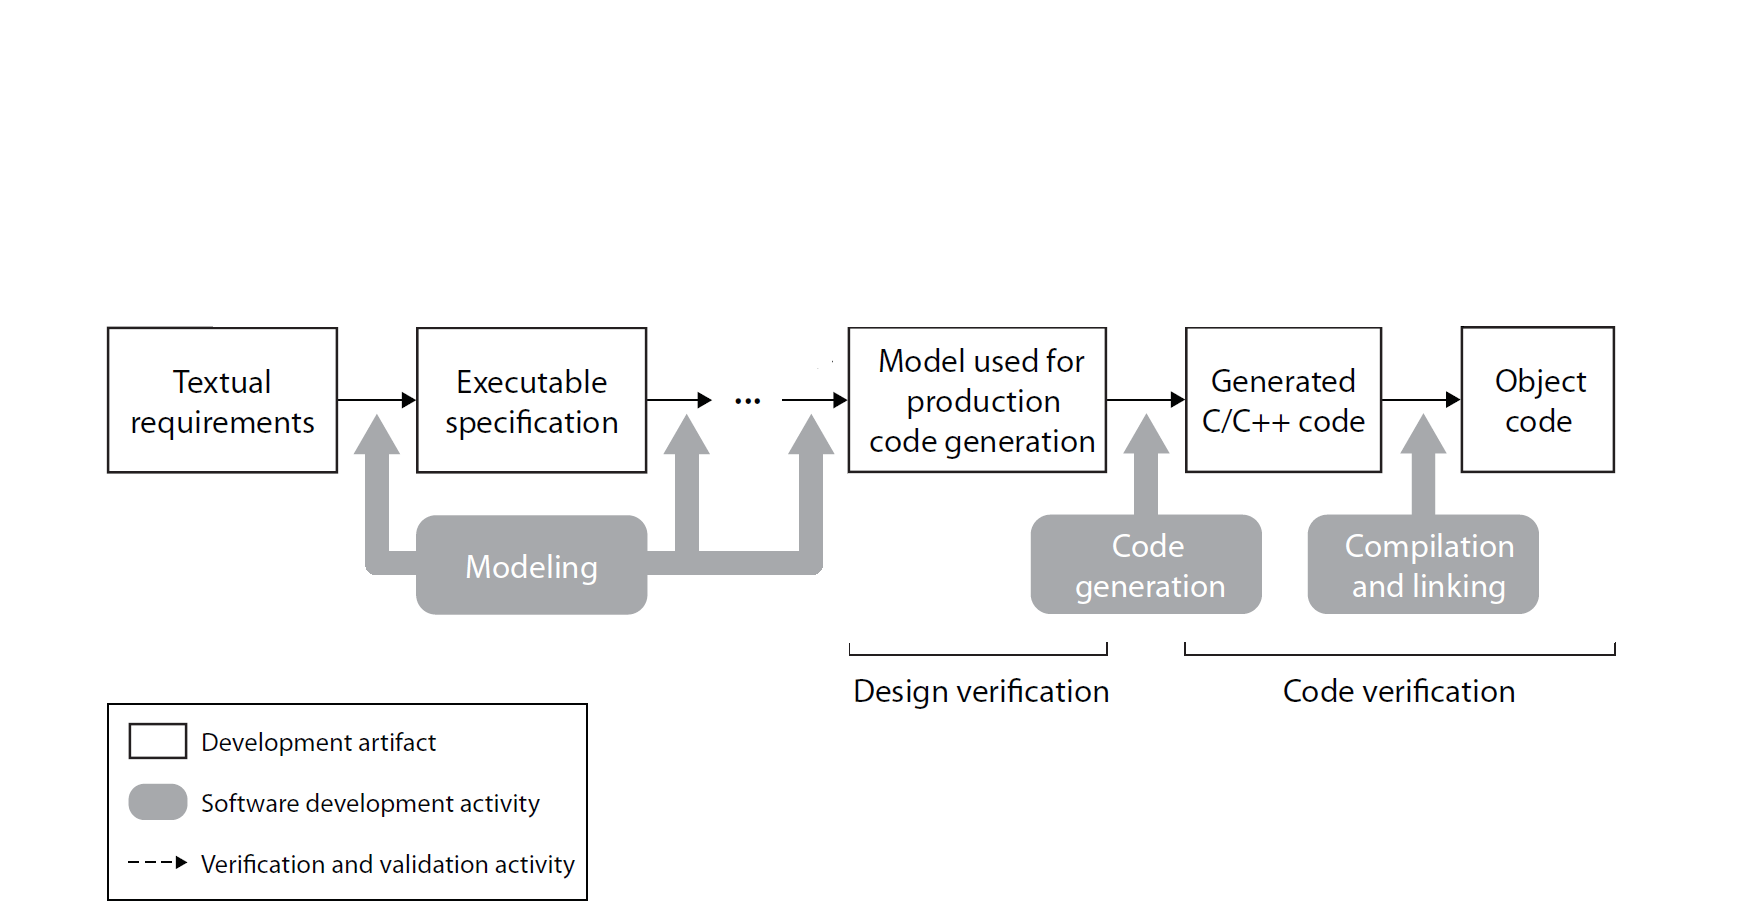 Textual
requirements
Executable
specification
...
Model used for
production
code generation
Generated
C/C++ code
Object
code
Modeling
Code
generation
Compilation
and linking
Design verification
Code verification
Development artifact
Software development activity
Verification and validation activity